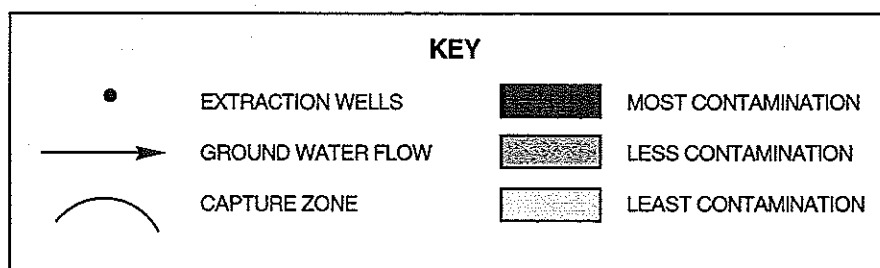 KEY
EXTRACTION WELLS
MOST CONTAMINATION
GROUND WATER FLOW
LESS CONTAMINATION
CAPTURE ZONE
LEAST CONTAMINATION